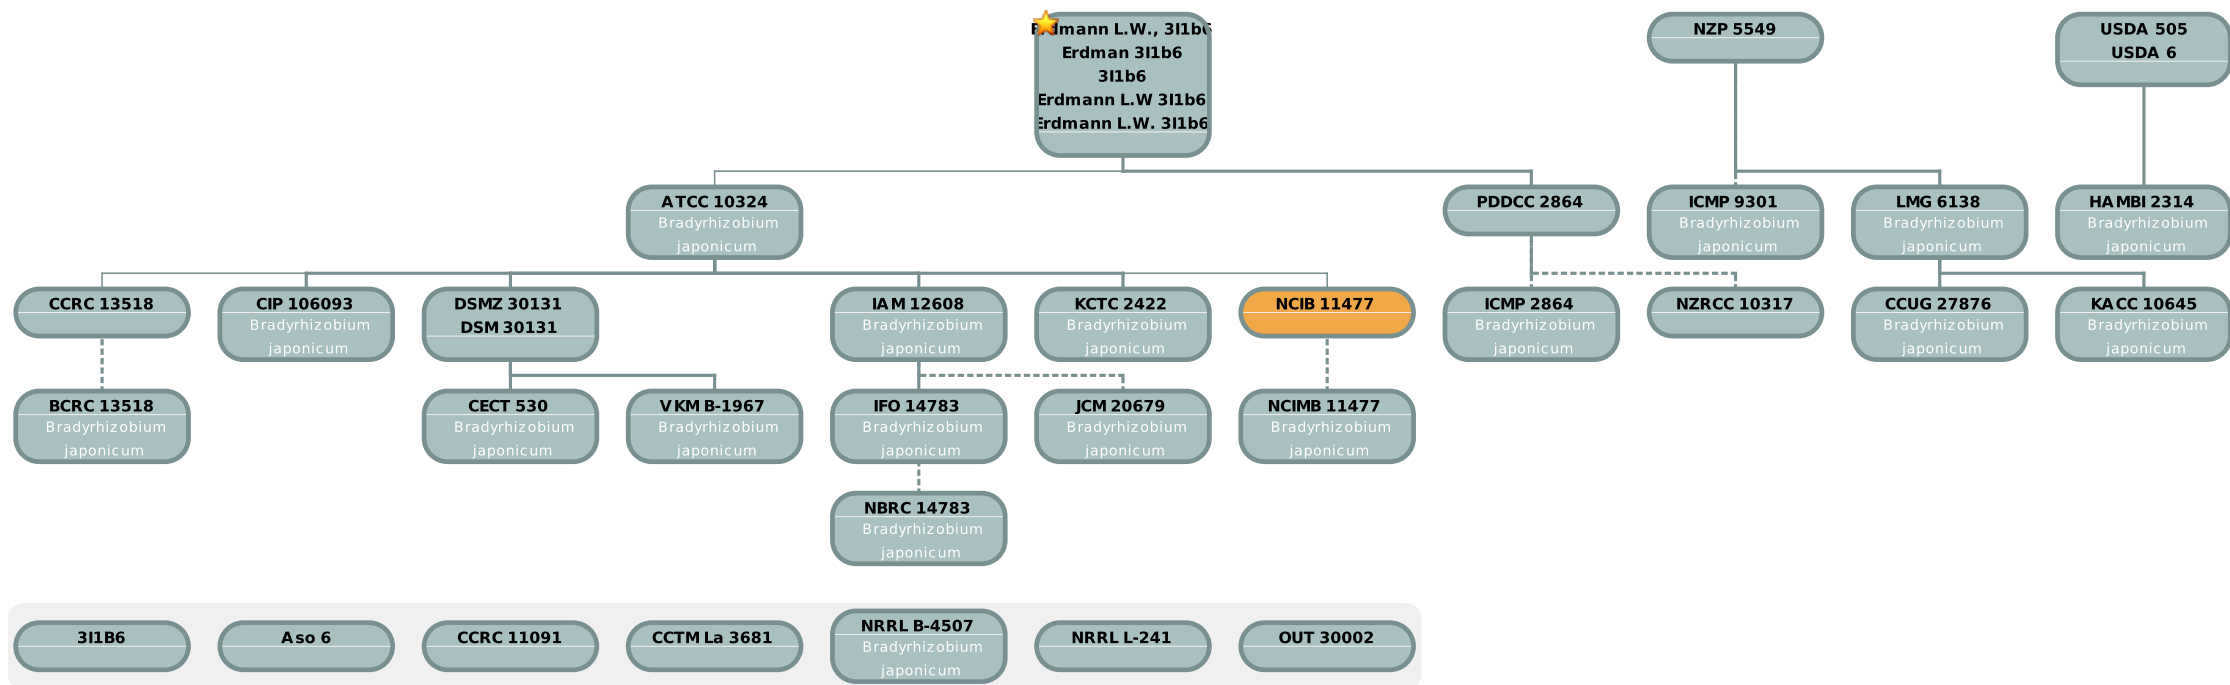 Erdmann L.W., 3I1b6
Erdman 3I1b6
3I1b6
Erdmann L.W 3I1b6
Erdmann L.W. 3I1b6
NZP 5549
USDA 505
USDA 6
ATCC 10324
Bradyrhizobium
japonicum
PDDCC 2864
ICMP 9301
Bradyrhizobium
japonicum
LMG 6138
Bradyrhizobium
japonicum
HAMBI 2314
Bradyrhizobium
japonicum
CCRC 13518
CIP 106093
Bradyrhizobium
japonicum
DSMZ 30131
DSM 30131
IAM 12608
Bradyrhizobium
japonicum
KCTC 2422
Bradyrhizobium
japonicum
NCIB 11477
ICMP 2864
Bradyrhizobium
japonicum
NZRCC 10317
CCUG 27876
Bradyrhizobium
japonicum
KACC 10645
Bradyrhizobium
japonicum
BCRC 13518
Bradyrhizobium
japonicum
CECT 530
Bradyrhizobium
japonicum
VKM B-1967
Bradyrhizobium
japonicum
IFO 14783
Bradyrhizobium
japonicum
JCM 20679
Bradyrhizobium
japonicum
NCIMB 11477
Bradyrhizobium
japonicum
NBRC 14783
Bradyrhizobium
japonicum
3I1B6
Aso 6
CCRC 11091
CCTM La 3681
NRRL B-4507
Bradyrhizobium
japonicum
NRRL L-241
OUT 30002